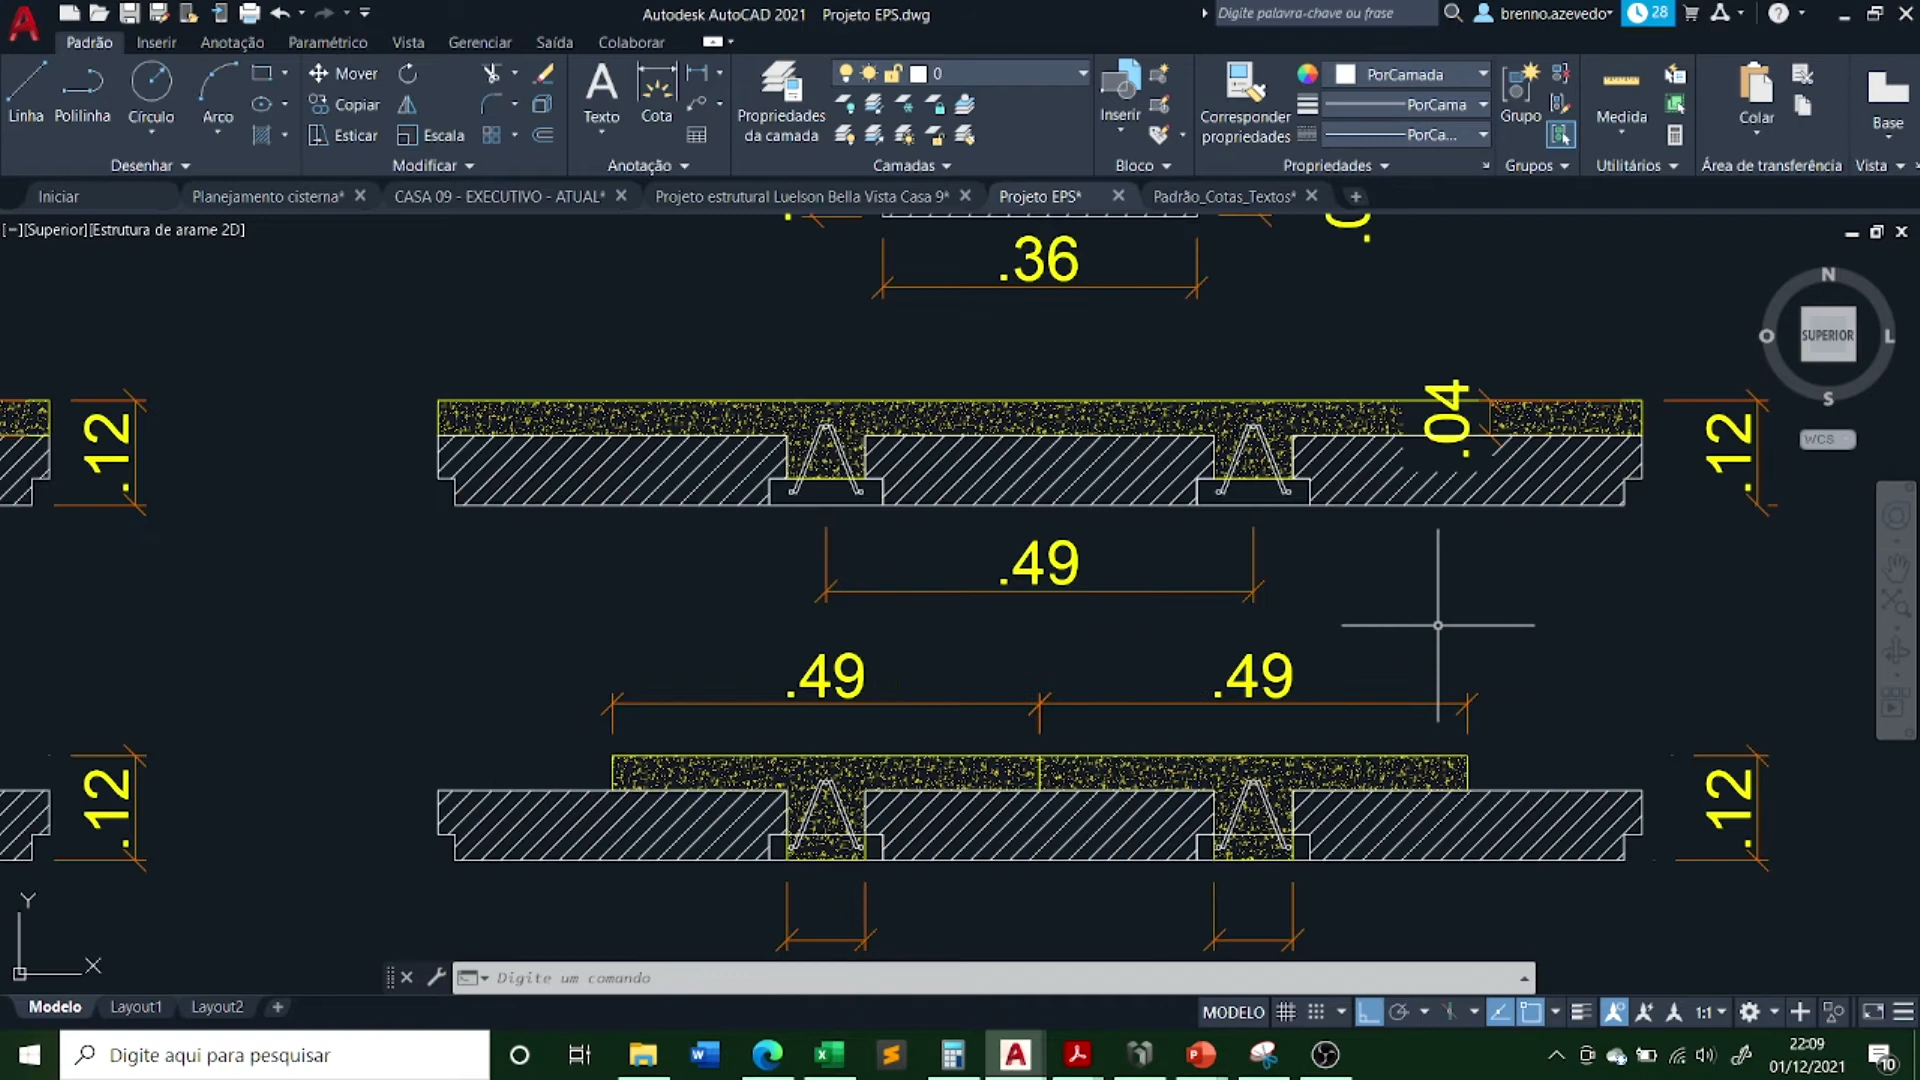 Autodesk AutoCAD 2021 Projeto EPS.dwg
Digite palavra-chave ou frase
brenno.azevedo
28
Padrão Inserir Anotação Paramétrico Vista Gerenciar Saída Colaborar
Linha Polilinha Círculo Arco
Desenhar
Mover
Copiar
Esticar Escala
Modificar
Texto Cota
Anotação
Propriedades da camada
0
Camadas
Inserir
Bloco
Corresponder propriedades
PorCamada
PorCama
PorCa...
Propriedades
Grupo
Grupos
Medida
Utilitários
Colar
Área de transferência
Base
Vista
Iniciar Planejamento cisterna* CASA 09 - EXECUTIVO - ATUAL* Projeto estrutural Luelson Bella Vista Casa 9* Projeto EPS* Padrão_Cotas_Textos*
[−][Superior][Estrutura de arame 2D]
.36
N
O SUPERIOR L
S
WCS
.12
.04
.12
.49
.49 .49
.12
.12
Y
X
Digite um comando
Modelo Layout1 Layout2
MODELO
1:1
Digite aqui para pesquisar
22:09
01/12/2021
10